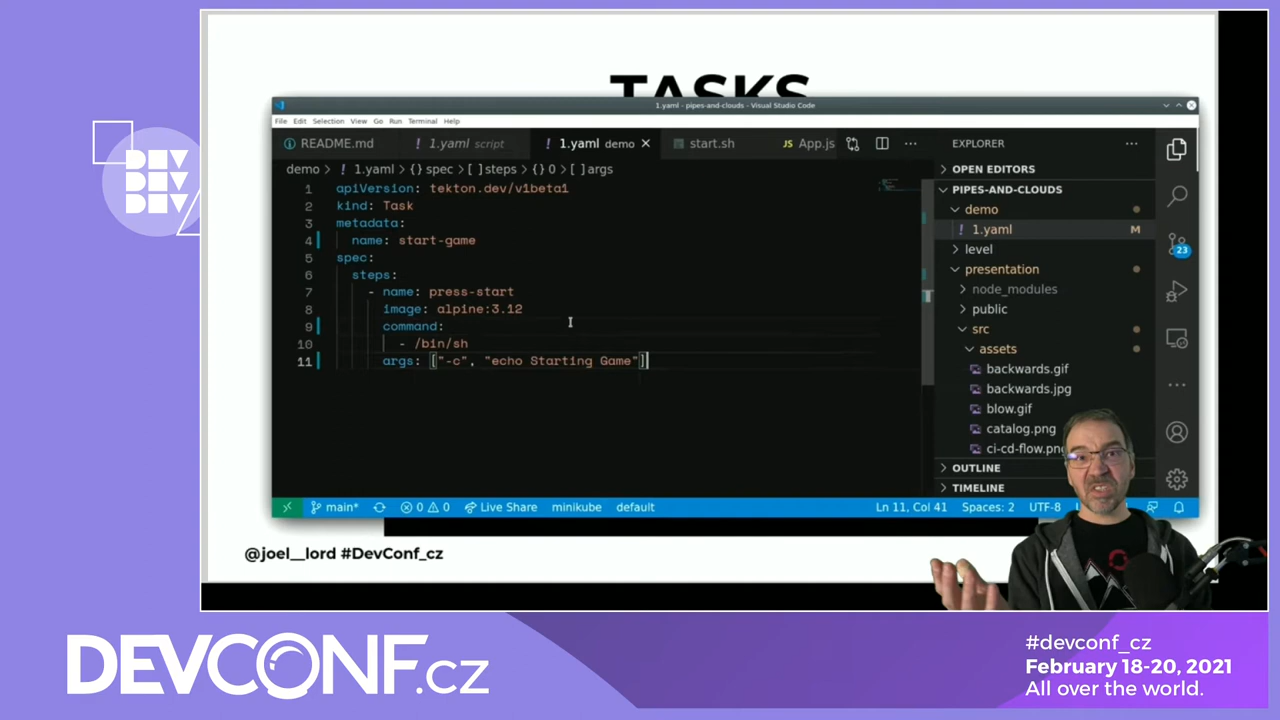 TASKS
1.yaml - pipes-and-clouds - Visual Studio Code
File Edit Selection View Go Run Terminal Help
README.md
1.yaml script
1.yaml demo
start.sh
App.js
demo > 1.yaml > {} spec > [ ] steps > {} 0 > [ ] args
1 apiVersion: tekton.dev/v1beta1
2 kind: Task
3 metadata:
4 name: start-game
5 spec:
6 steps:
7 - name: press-start
8 image: alpine:3.12
9 command:
10 - /bin/sh
11 args: ["-c", "echo Starting Game"]
EXPLORER
OPEN EDITORS
PIPES-AND-CLOUDS
demo
1.yaml M
level
presentation
node_modules
public
src
assets
backwards.gif
backwards.jpg
blow.gif
catalog.png
ci-cd-flow.png
OUTLINE
TIMELINE
23
main* 0 0 Live Share minikube default Ln 11, Col 41 Spaces: 2 UTF-8
@joel__lord #DevConf_cz
DEV
DEV
DEV
DEVCONF.cz
#devconf_cz
February 18-20, 2021
All over the world.